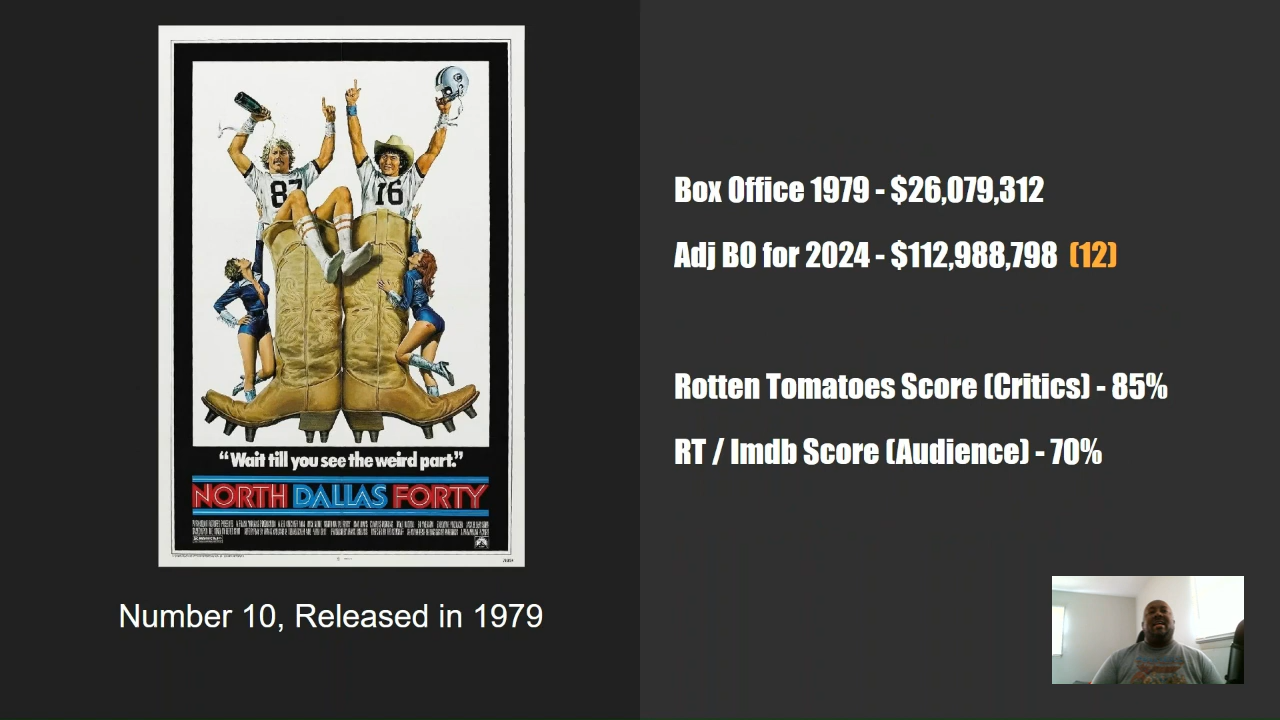 87
16
"Wait till you see the weird part."
NORTH DALLAS FORTY
Number 10, Released in 1979
Box Office 1979 - $26,079,312
Adj BO for 2024 - $112,988,798 (12)
Rotten Tomatoes Score (Critics) - 85%
RT / Imdb Score (Audience) - 70%